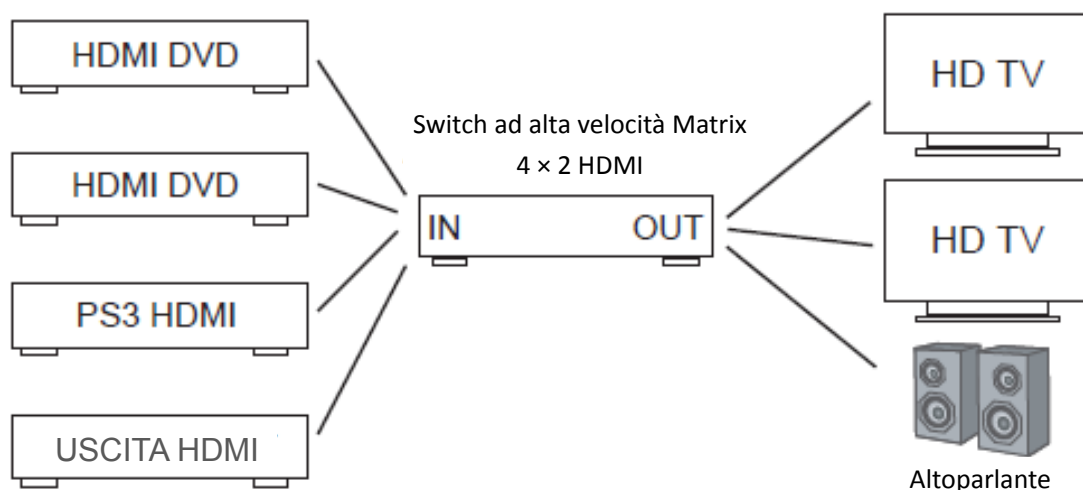 HDMI DVD
HDMI DVD
PS3 HDMI
USCITA HDMI
Switch ad alta velocità Matrix
4 × 2 HDMI
IN
OUT
HD TV
HD TV
Altoparlante